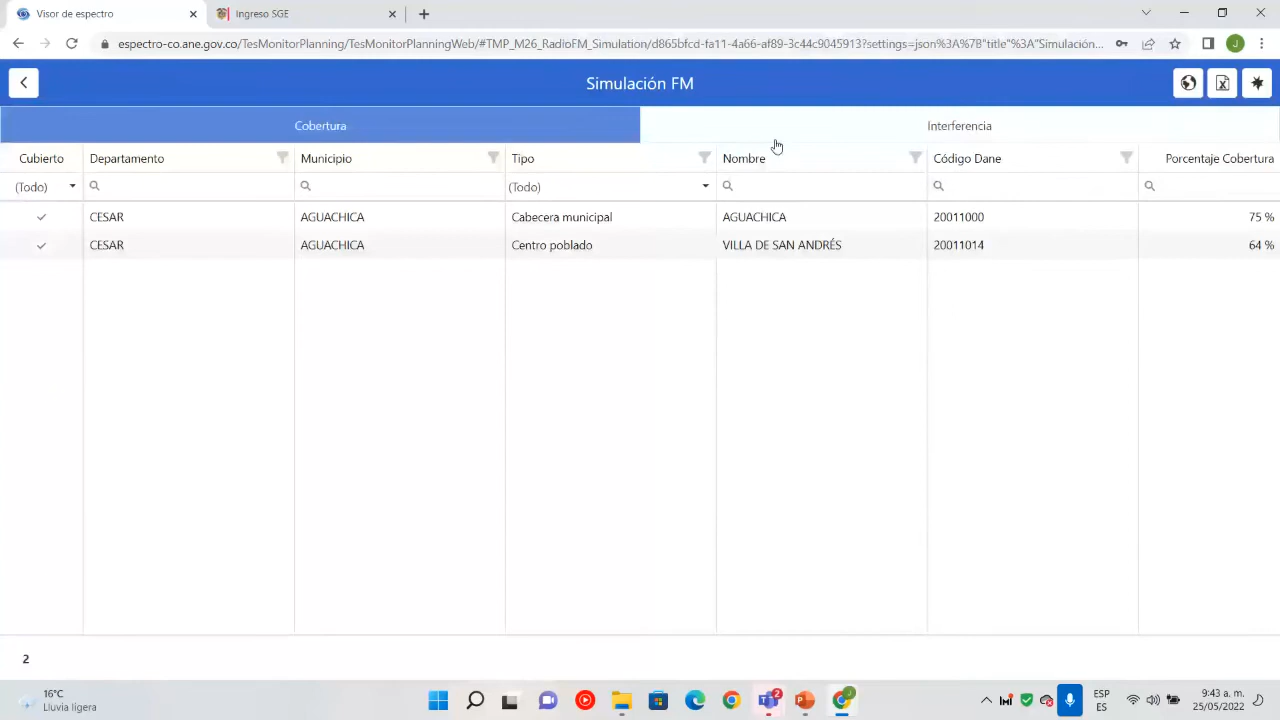 Visor de espectro
Ingreso SGE
espectro-co.ane.gov.co/TesMonitorPlanning/TesMonitorPlanningWeb/#TMP_M26_RadioFM_Simulation/d865bfcd-fa11-4a66-af89-3c44c9045913?settings=json%3A%7B"title"%3A"Simulación...
J
Simulación FM
Cobertura Interferencia
Cubierto Departamento Municipio Tipo Nombre Código Dane Porcentaje Cobertura
(Todo) (Todo)
CESAR AGUACHICA Cabecera municipal AGUACHICA 20011000 75 %
CESAR AGUACHICA Centro poblado VILLA DE SAN ANDRÉS 20011014 64 %
2
16°C
Lluvia ligera
2
J
ESP
ES
9:43 a. m.
25/05/2022